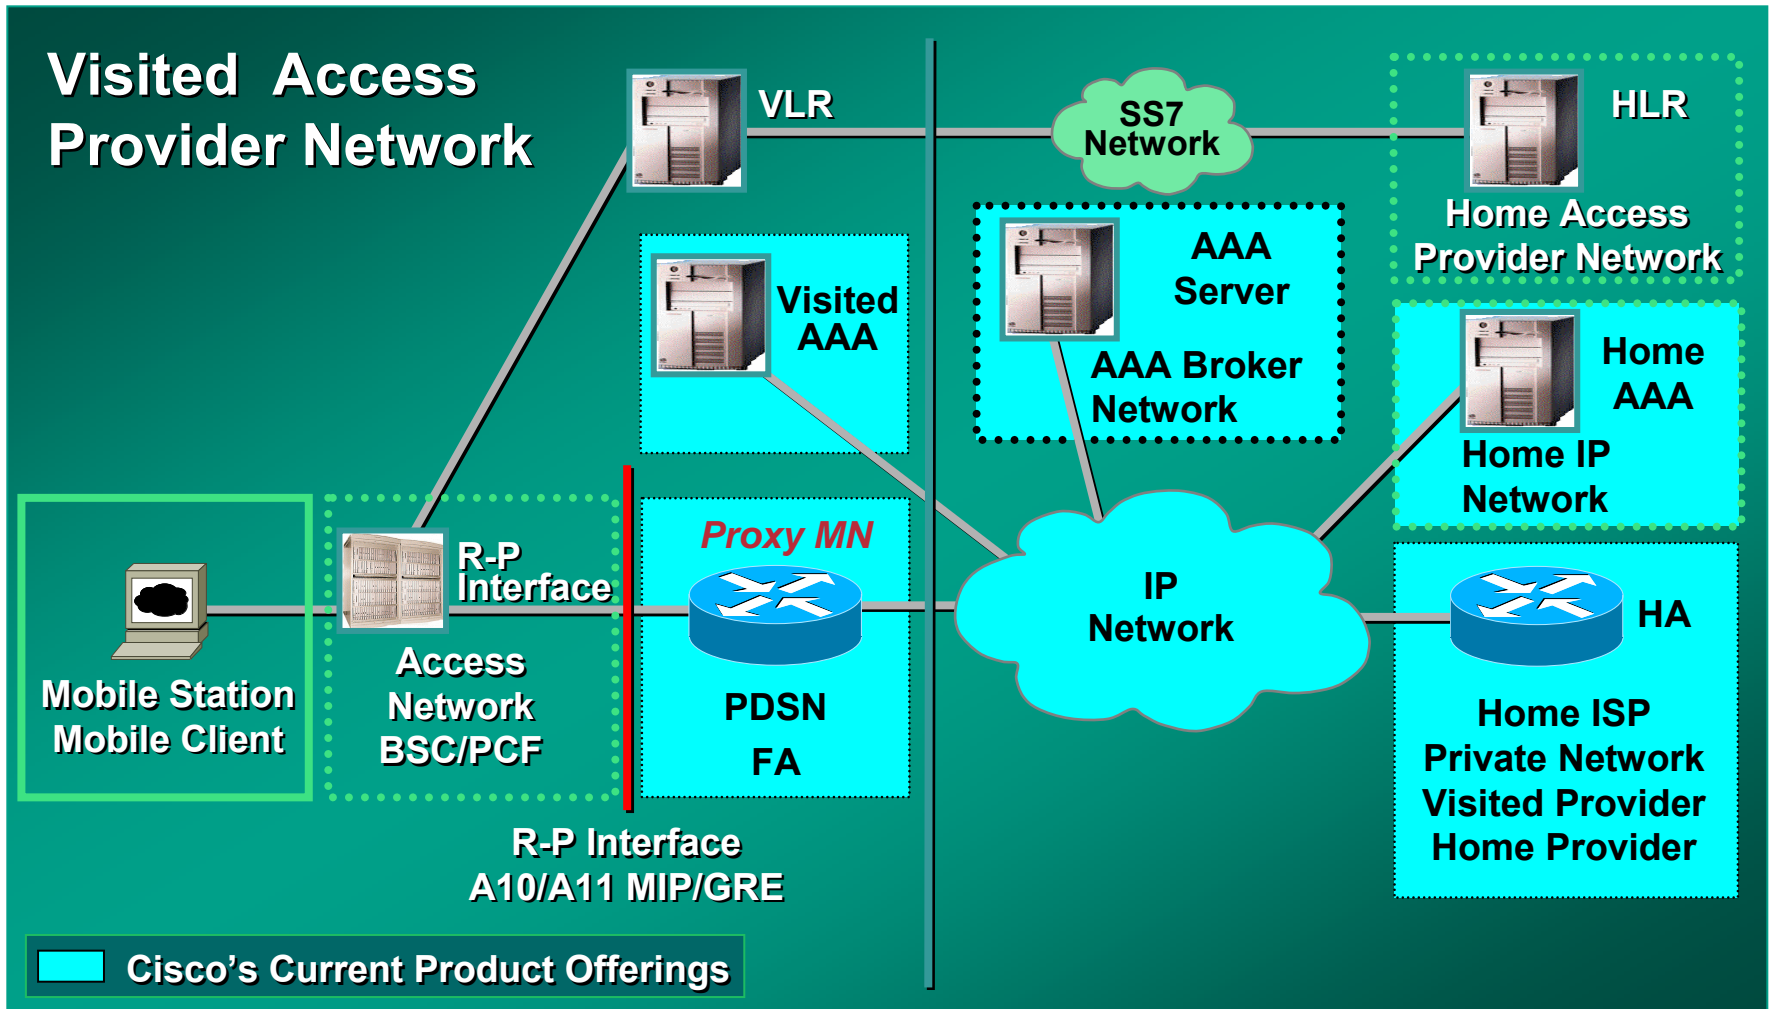 Visited Access
Provider Network
VLR
SS7
Network
HLR
Home Access
Provider Network
Visited
AAA
AAA
Server
AAA Broker
Network
Home
AAA
Home IP
Network
Mobile Station
Mobile Client
R-P
Interface
Access
Network
BSC/PCF
Proxy MN
PDSN
FA
IP
Network
HA
Home ISP
Private Network
Visited Provider
Home Provider
R-P Interface
A10/A11 MIP/GRE
Cisco's Current Product Offerings